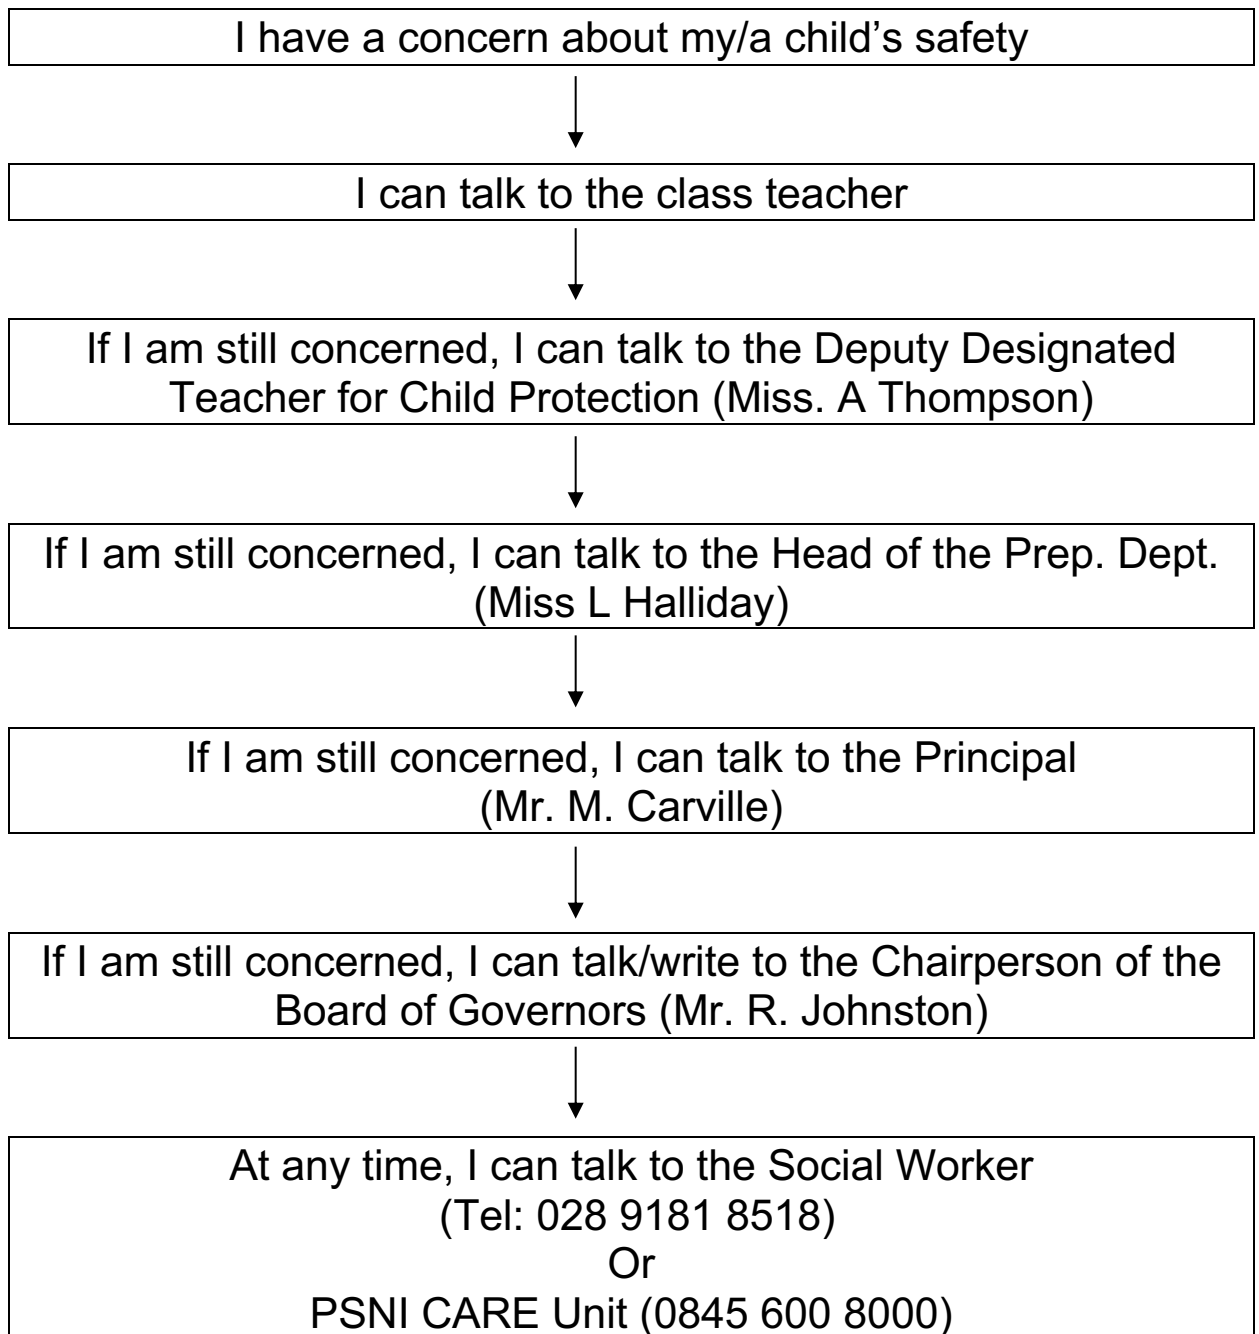 I have a concern about my/a child’s safety
I can talk to the class teacher
If I am still concerned, I can talk to the Deputy Designated
Teacher for Child Protection (Miss. A Thompson)
If I am still concerned, I can talk to the Head of the Prep. Dept.
(Miss L Halliday)
If I am still concerned, I can talk to the Principal
(Mr. M. Carville)
If I am still concerned, I can talk/write to the Chairperson of the
Board of Governors (Mr. R. Johnston)
At any time, I can talk to the Social Worker
(Tel: 028 9181 8518)
Or
PSNI CARE Unit (0845 600 8000)